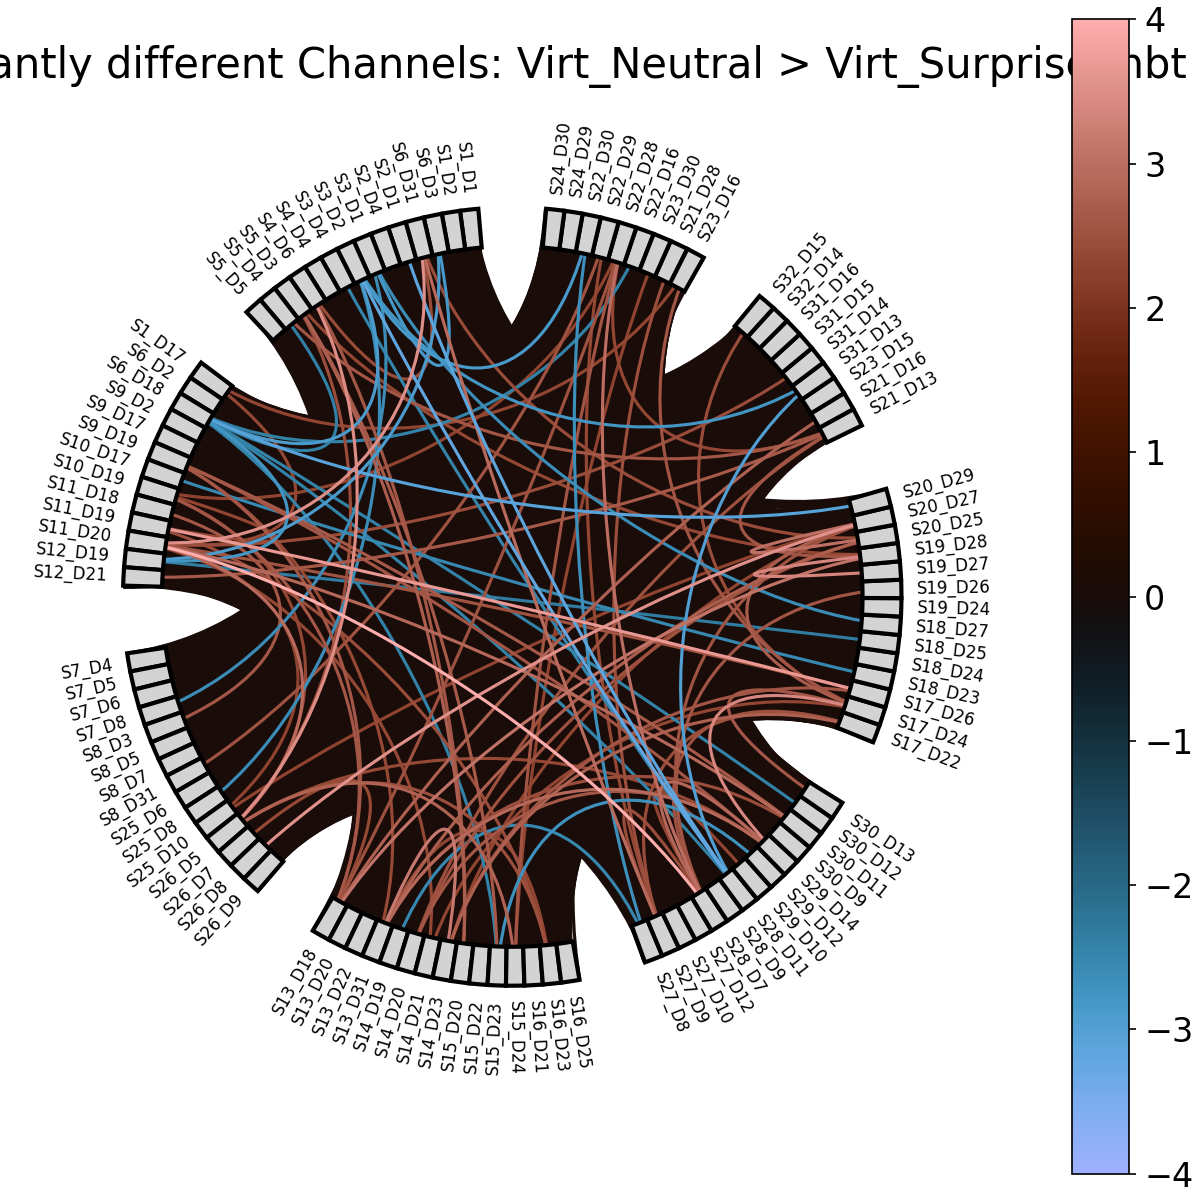 antly different Channels: Virt_Neutral > Virt_Surprise
hbt
4
3
2
1
0
−1
−2
−3
−4
S1_D1
S1_D2
S6_D3
S6_D31
S2_D1
S2_D4
S3_D1
S3_D2
S3_D4
S4_D4
S4_D6
S5_D3
S5_D4
S5_D5
S1_D17
S6_D2
S6_D18
S9_D2
S9_D17
S9_D19
S10_D17
S10_D19
S11_D18
S11_D19
S11_D20
S12_D19
S12_D21
S7_D4
S7_D5
S7_D6
S7_D8
S8_D3
S8_D5
S8_D7
S8_D31
S25_D6
S25_D8
S25_D10
S26_D5
S26_D7
S26_D8
S26_D9
S13_D18
S13_D20
S13_D22
S13_D31
S14_D19
S14_D20
S14_D21
S14_D23
S15_D20
S15_D22
S15_D23
S15_D24
S16_D21
S16_D23
S16_D25
S27_D8
S27_D9
S27_D10
S27_D12
S28_D7
S28_D9
S28_D11
S29_D10
S29_D12
S29_D14
S30_D9
S30_D11
S30_D12
S30_D13
S17_D22
S17_D24
S17_D26
S18_D23
S18_D24
S18_D25
S18_D27
S19_D24
S19_D26
S19_D27
S19_D28
S20_D25
S20_D27
S20_D29
S21_D13
S21_D16
S23_D15
S31_D13
S31_D14
S31_D15
S31_D16
S32_D14
S32_D15
S23_D16
S21_D28
S23_D30
S22_D16
S22_D28
S22_D29
S22_D30
S24_D29
S24_D30